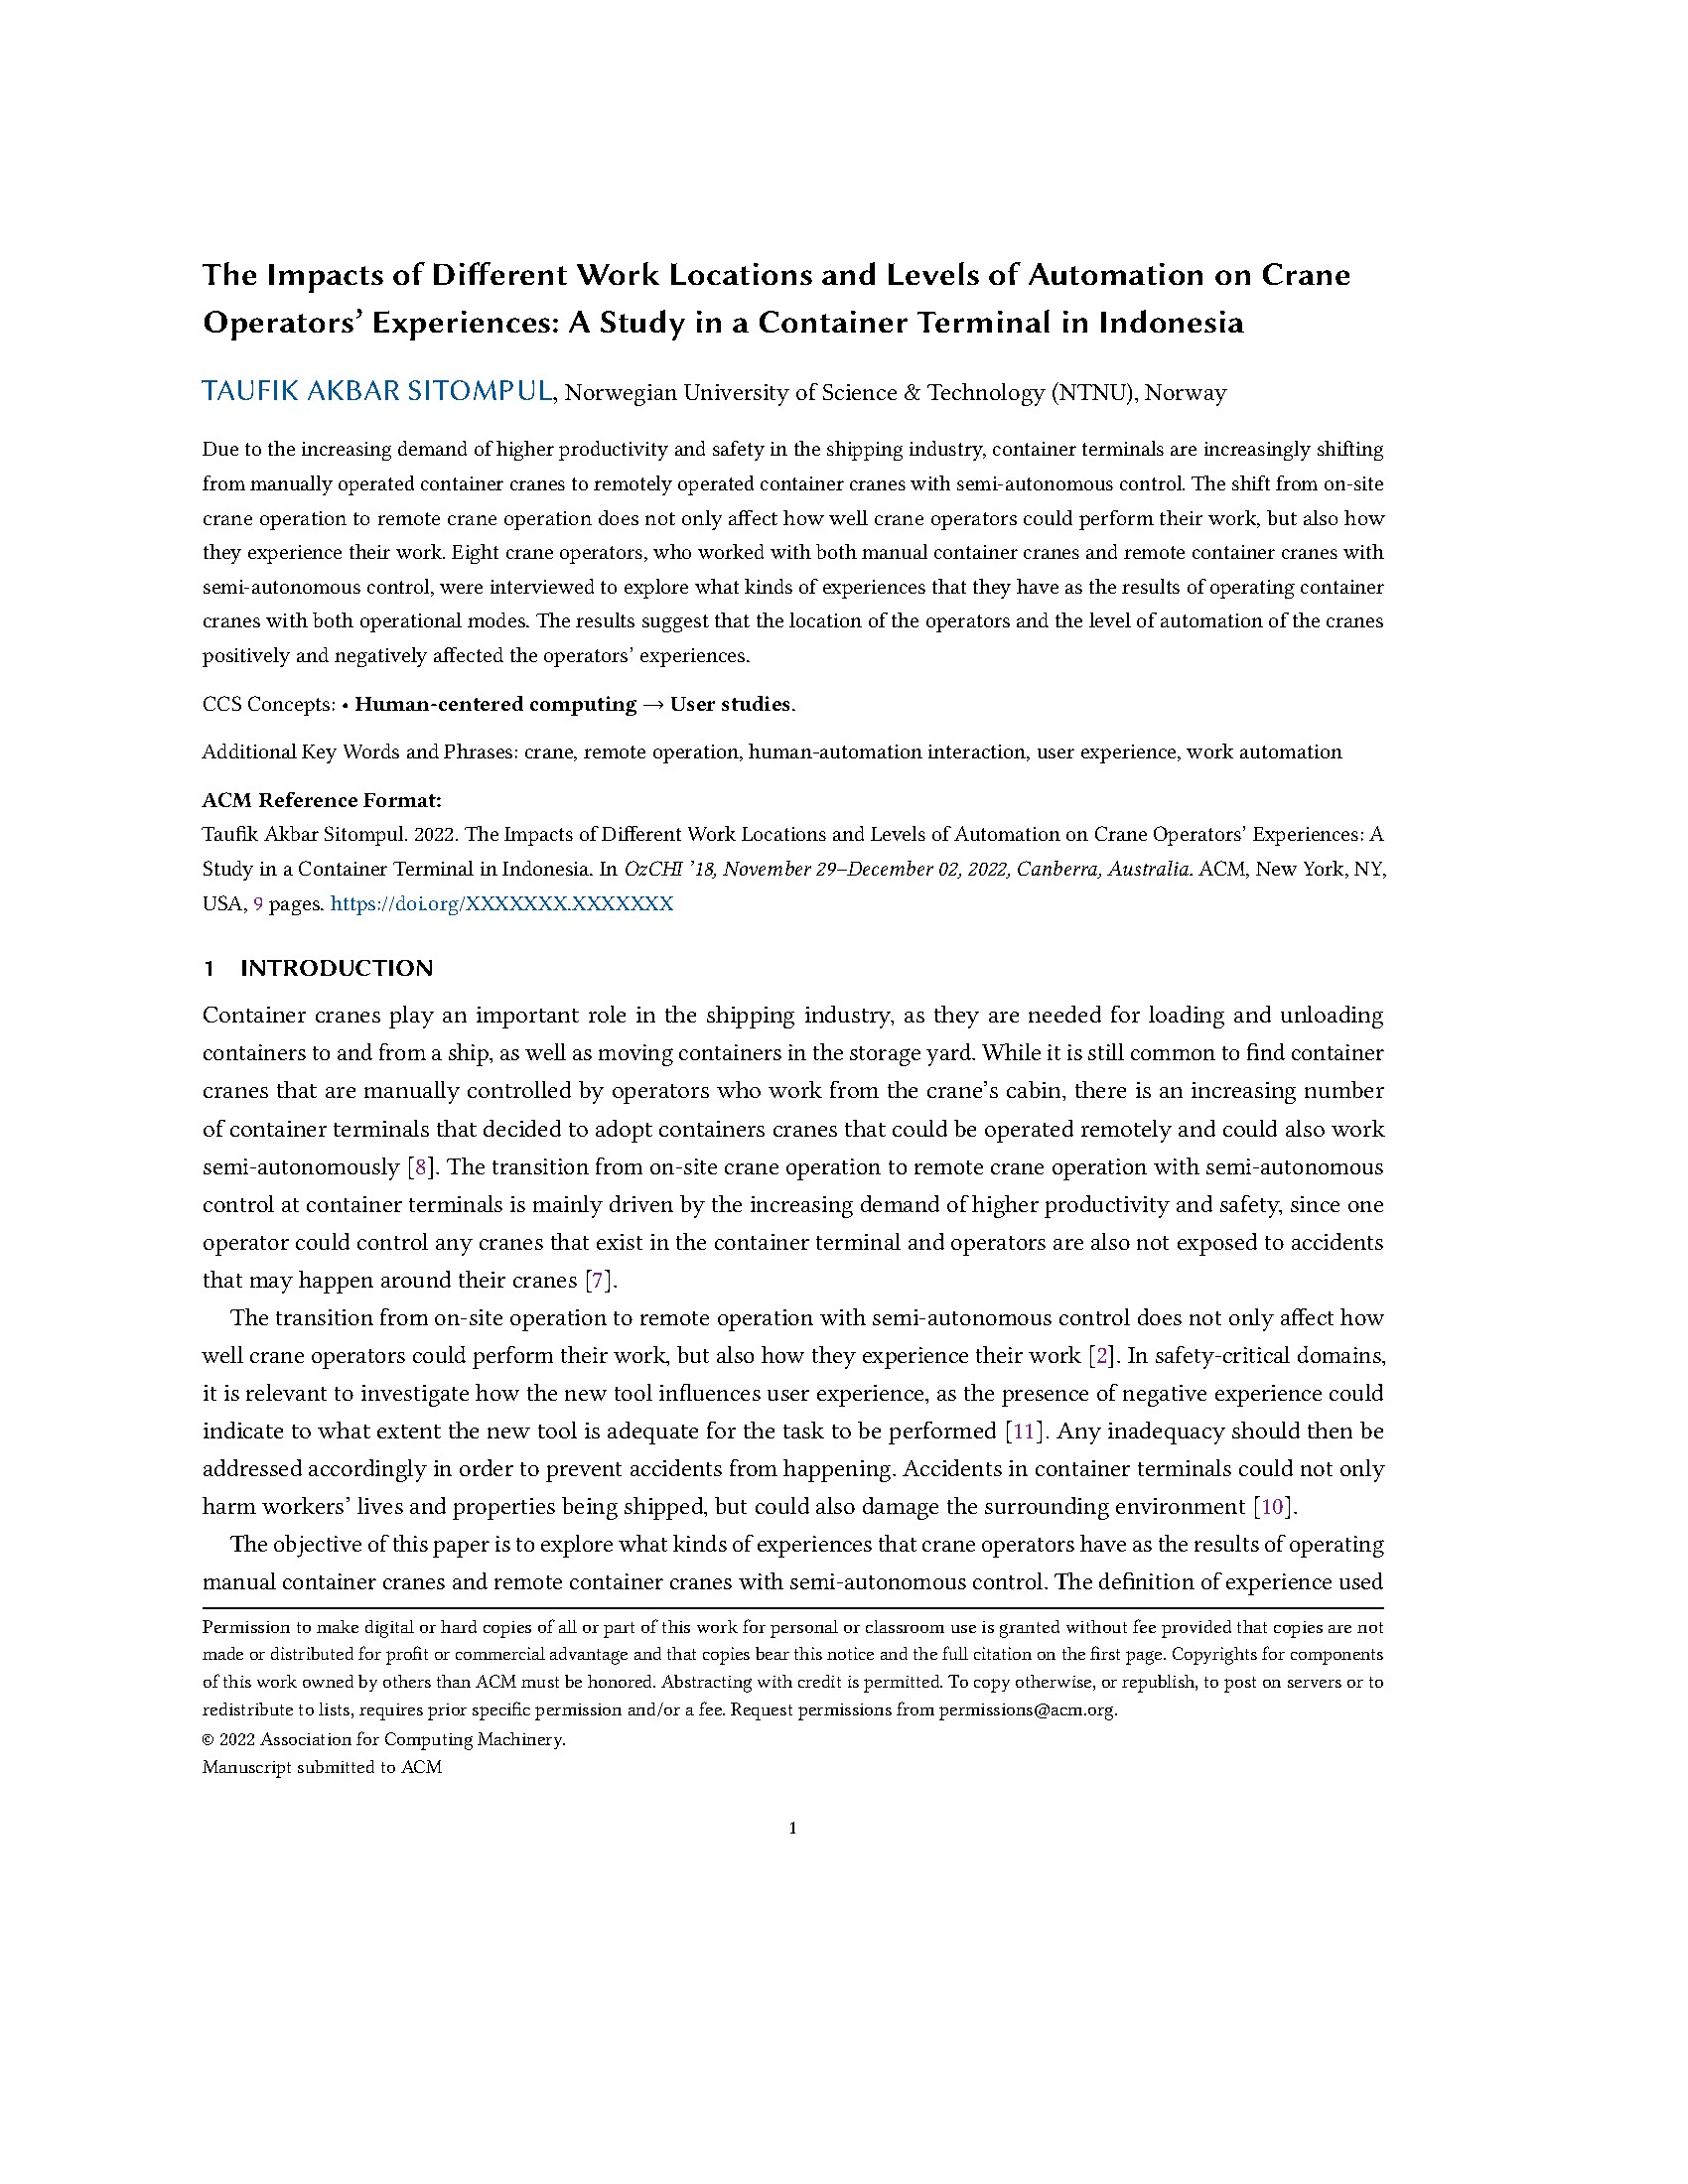 The Impacts of Different Work Locations and Levels of Automation on Crane
Operators' Experiences: A Study in a Container Terminal in Indonesia
TAUFIK AKBAR SITOMPUL, Norwegian University of Science & Technology (NTNU), Norway
Due to the increasing demand of higher productivity and safety in the shipping industry, container terminals are increasingly shifting
from manually operated container cranes to remotely operated container cranes with semi-autonomous control. The shift from on-site
crane operation to remote crane operation does not only affect how well crane operators could perform their work, but also how
they experience their work. Eight crane operators, who worked with both manual container cranes and remote container cranes with
semi-autonomous control, were interviewed to explore what kinds of experiences that they have as the results of operating container
cranes with both operational modes. The results suggest that the location of the operators and the level of automation of the cranes
positively and negatively affected the operators' experiences.
CCS Concepts: • Human-centered computing → User studies.
Additional Key Words and Phrases: crane, remote operation, human-automation interaction, user experience, work automation
ACM Reference Format:
Taufik Akbar Sitompul. 2022. The Impacts of Different Work Locations and Levels of Automation on Crane Operators' Experiences: A
Study in a Container Terminal in Indonesia. In OzCHI '18, November 29–December 02, 2022, Canberra, Australia. ACM, New York, NY,
USA, 9 pages. https://doi.org/XXXXXXX.XXXXXXX
1 INTRODUCTION
Container cranes play an important role in the shipping industry, as they are needed for loading and unloading
containers to and from a ship, as well as moving containers in the storage yard. While it is still common to find container
cranes that are manually controlled by operators who work from the crane's cabin, there is an increasing number
of container terminals that decided to adopt containers cranes that could be operated remotely and could also work
semi-autonomously [8]. The transition from on-site crane operation to remote crane operation with semi-autonomous
control at container terminals is mainly driven by the increasing demand of higher productivity and safety, since one
operator could control any cranes that exist in the container terminal and operators are also not exposed to accidents
that may happen around their cranes [7].
The transition from on-site operation to remote operation with semi-autonomous control does not only affect how
well crane operators could perform their work, but also how they experience their work [2]. In safety-critical domains,
it is relevant to investigate how the new tool influences user experience, as the presence of negative experience could
indicate to what extent the new tool is adequate for the task to be performed [11]. Any inadequacy should then be
addressed accordingly in order to prevent accidents from happening. Accidents in container terminals could not only
harm workers' lives and properties being shipped, but could also damage the surrounding environment [10].
The objective of this paper is to explore what kinds of experiences that crane operators have as the results of operating
manual container cranes and remote container cranes with semi-autonomous control. The definition of experience used
Permission to make digital or hard copies of all or part of this work for personal or classroom use is granted without fee provided that copies are not
made or distributed for profit or commercial advantage and that copies bear this notice and the full citation on the first page. Copyrights for components
of this work owned by others than ACM must be honored. Abstracting with credit is permitted. To copy otherwise, or republish, to post on servers or to
redistribute to lists, requires prior specific permission and/or a fee. Request permissions from permissions@acm.org.
© 2022 Association for Computing Machinery.
Manuscript submitted to ACM
1